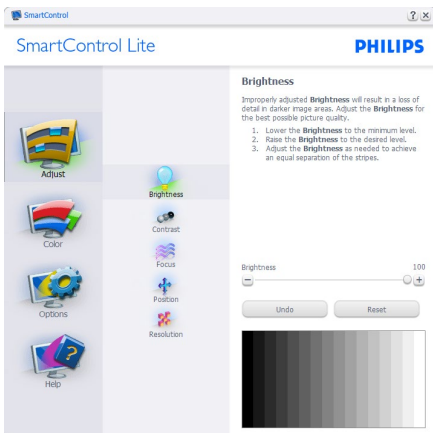 SmartControl
SmartControl Lite
PHILIPS
Adjust
Color
Options
Help
Brightness
Contrast
Focus
Position
Resolution
Brightness
Improperly adjusted Brightness will result in a loss of
detail in darker image areas. Adjust the Brightness for
the best possible picture quality.
1. Lower the Brightness to the minimum level.
2. Raise the Brightness to the desired level.
3. Adjust the Brightness as needed to achieve
an equal separation of the stripes.
Brightness 100
Undo Reset